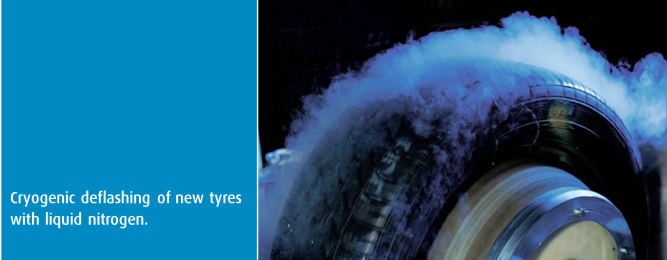 Cryogenic deflashing of new tyres
with liquid nitrogen.